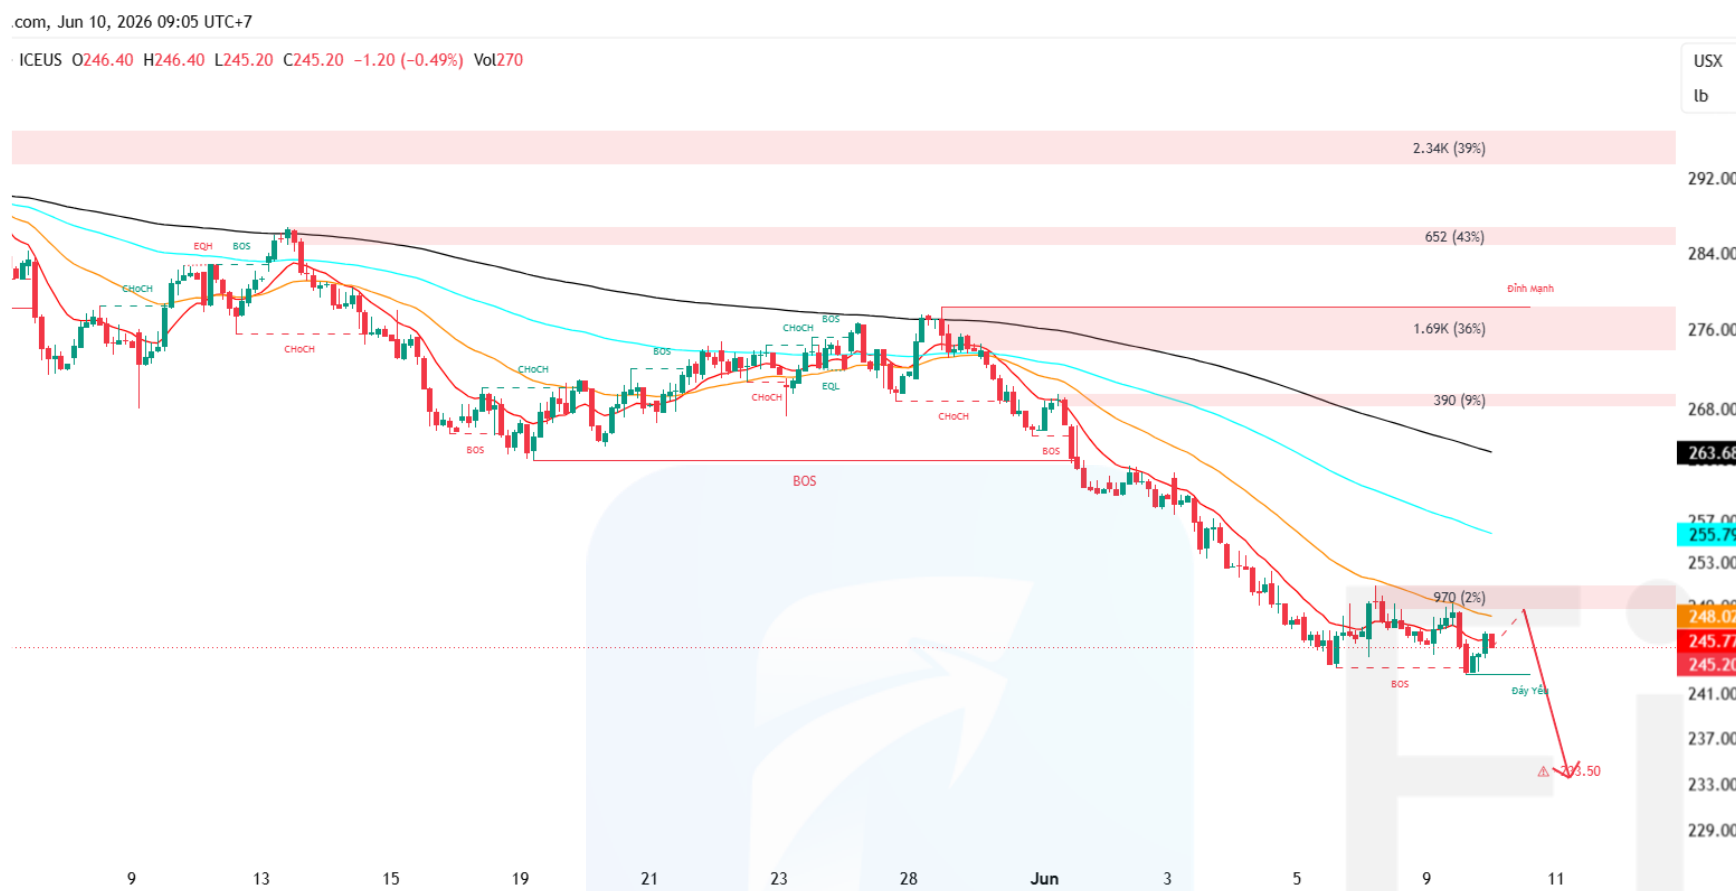 .com, Jun 10, 2026 09:05 UTC+7
ICEUS O246.40 H246.40 L245.20 C245.20 −1.20 (−0.49%) Vol270
USX
lb
2.34K (39%)
292.00
EQH
BOS
652 (43%)
284.00
CHoCH
Đỉnh Mạnh
BOS
CHoCH
1.69K (36%)
276.00
CHoCH
BOS
CHoCH
EQL
CHoCH
390 (9%)
268.00
CHoCH
BOS
BOS
263.68
BOS
257.00
255.79
253.00
970 (2%)
248.02
245.77
245.20
BOS
Đáy Yếu
241.00
237.00
⚠
233.00
229.00
9 13 15 19 21 23 28 Jun 3 5 9 11
Fi